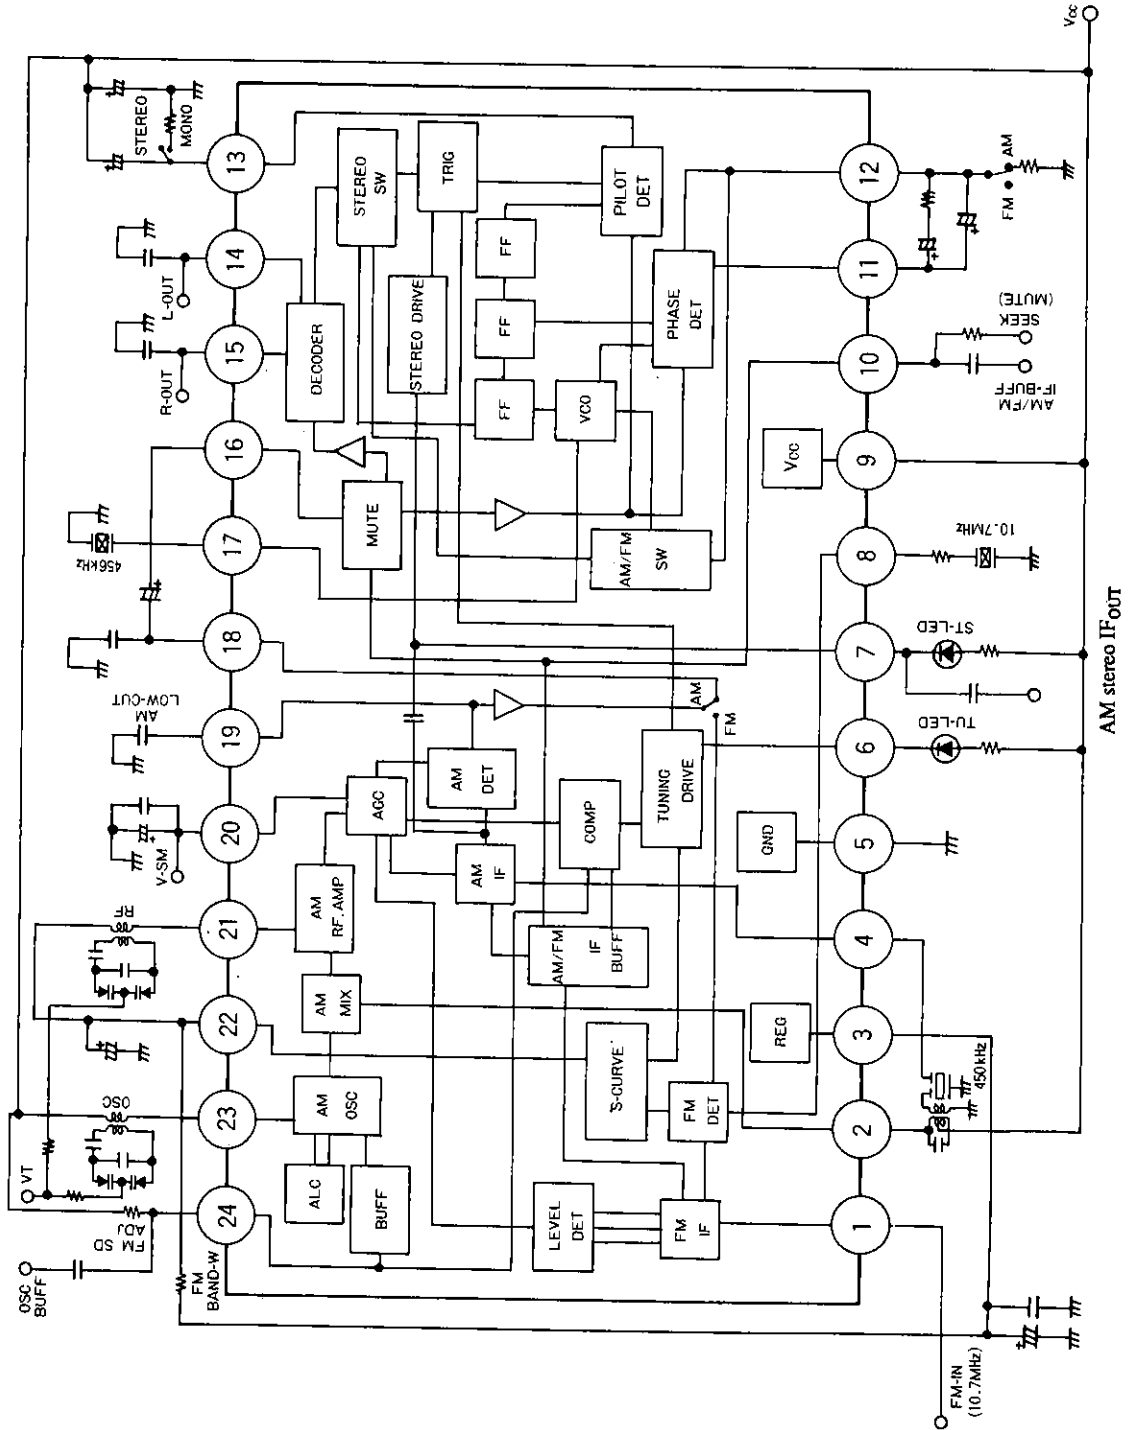 OSC
BUFF
FM SD
ADJ
VT
OSC
RF
V-SM
AM
LOW-CUT
456kHz
R-OUT
L-OUT
STEREO
MONO
Vcc
FM
BAND-W
24
23
22
21
20
19
18
17
16
15
14
13
ALC
BUFF
AM
OSC
AM
MIX
AM
RF.AMP
AGC
AM
DET
AM
IF
MUTE
DECODER
STEREO
SW
STEREO DRIVE
TRIG
FF
FF
FF
VCO
PILOT
DET
PHASE
DET
AM/FM
SW
LEVEL
DET
FM
IF
FM
DET
S-CURVE
AM/FM
IF
BUFF
COMP
TUNING
DRIVE
AM
FM
REG
GND
Vcc
1
2
3
4
5
6
7
8
9
10
11
12
FM-IN
(10.7MHz)
450kHz
TU-LED
ST-LED
10.7MHz
AM/FM
IF-BUFF
SEEK
(MUTE)
FM
AM
AM stereo IFOUT